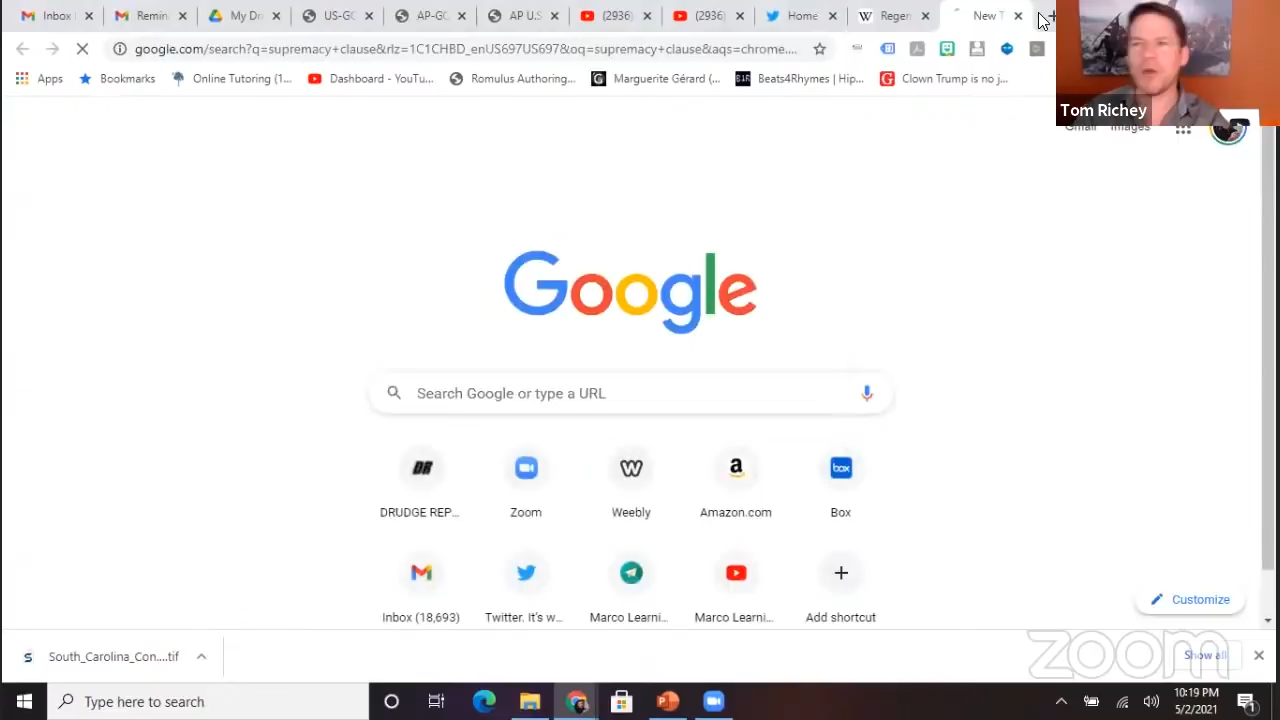 Inbox (
Remin
My Dr
US-Go
AP-GO
AP U.S
(2936)
(2936)
Home
Regen
New T
google.com/search?q=supremacy+clause&rlz=1C1CHBD_enUS697US697&oq=supremacy+clause&aqs=chrome....
Apps
Bookmarks
Online Tutoring (1...
Dashboard - YouTu...
Romulus Authoring...
Marguerite Gérard (...
Beats4Rhymes | Hip...
Clown Trump is no j...
Tom Richey
Gmail Images
Google
Search Google or type a URL
DRUDGE REP...
Zoom
Weebly
Amazon.com
Box
Inbox (18,693)
Twitter. It's w...
Marco Learni...
Marco Learni...
Add shortcut
Customize
South_Carolina_Con....tif
zoom
Show all
Type here to search
10:19 PM
5/2/2021